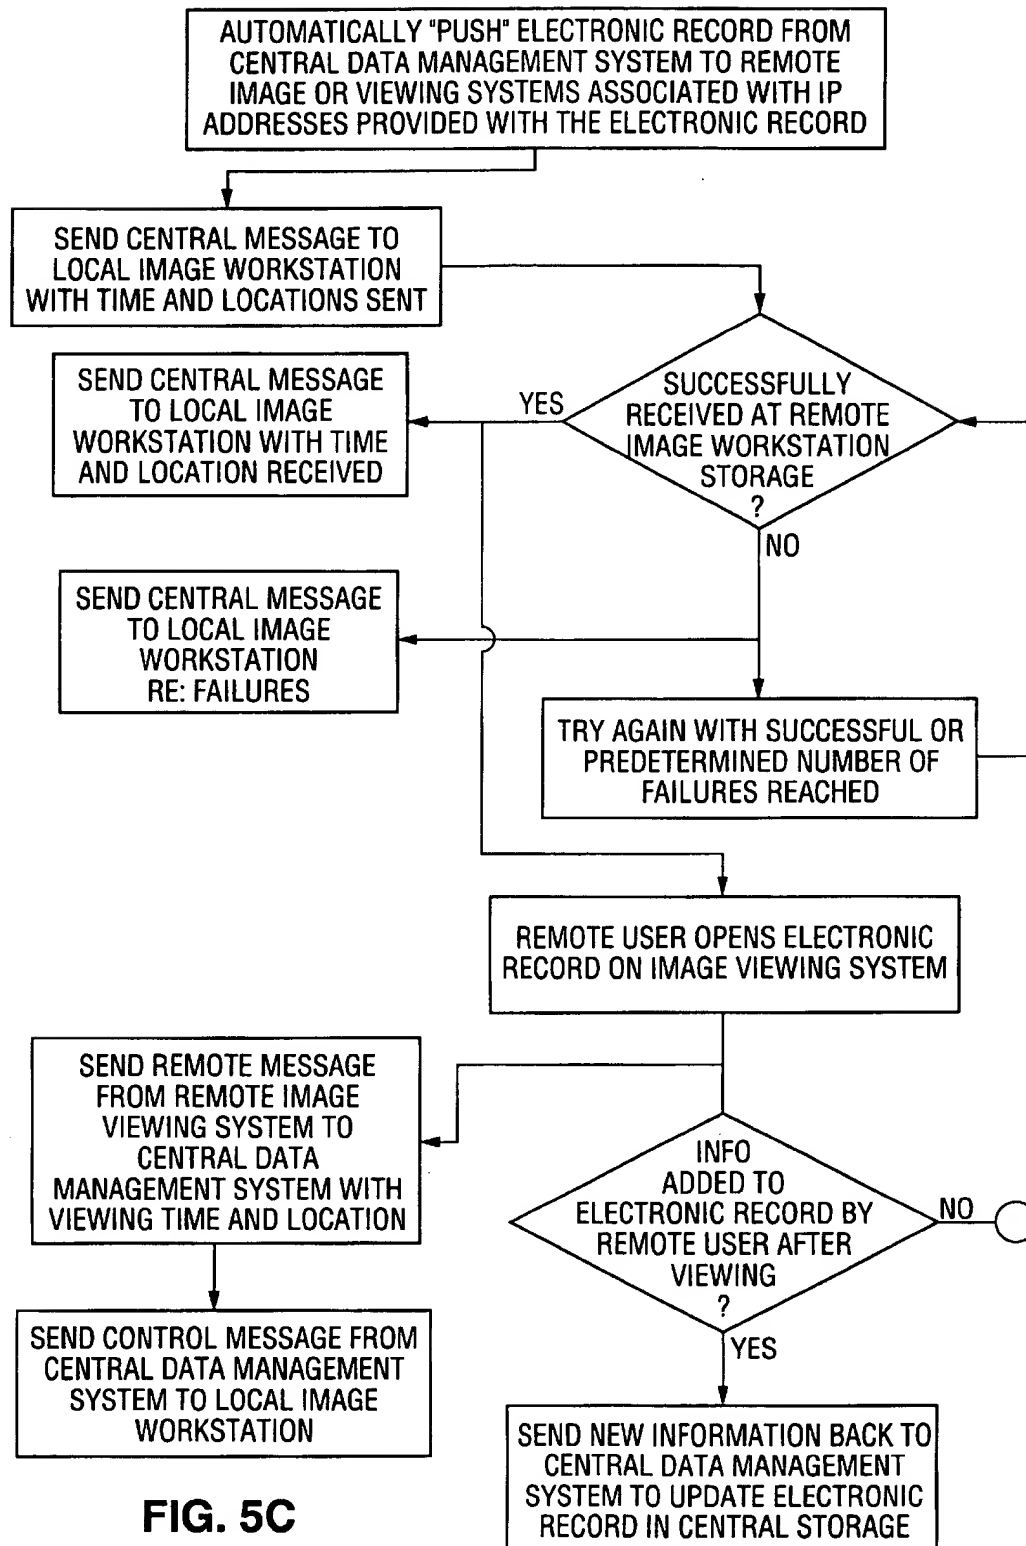 AUTOMATICALLY "PUSH" ELECTRONIC RECORD FROM
CENTRAL DATA MANAGEMENT SYSTEM TO REMOTE
IMAGE OR VIEWING SYSTEMS ASSOCIATED WITH IP
ADDRESSES PROVIDED WITH THE ELECTRONIC RECORD
SEND CENTRAL MESSAGE TO
LOCAL IMAGE WORKSTATION
WITH TIME AND LOCATIONS SENT
SUCCESSFULLY
RECEIVED AT REMOTE
IMAGE WORKSTATION
STORAGE
?
YES
SEND CENTRAL MESSAGE
TO LOCAL IMAGE
WORKSTATION WITH TIME
AND LOCATION RECEIVED
NO
SEND CENTRAL MESSAGE
TO LOCAL IMAGE
WORKSTATION
RE: FAILURES
TRY AGAIN WITH SUCCESSFUL OR
PREDETERMINED NUMBER OF
FAILURES REACHED
REMOTE USER OPENS ELECTRONIC
RECORD ON IMAGE VIEWING SYSTEM
SEND REMOTE MESSAGE
FROM REMOTE IMAGE
VIEWING SYSTEM TO
CENTRAL DATA
MANAGEMENT SYSTEM WITH
VIEWING TIME AND LOCATION
INFO
ADDED TO
ELECTRONIC RECORD BY
REMOTE USER AFTER
VIEWING
?
NO
YES
SEND CONTROL MESSAGE FROM
CENTRAL DATA MANAGEMENT
SYSTEM TO LOCAL IMAGE
WORKSTATION
SEND NEW INFORMATION BACK TO
CENTRAL DATA MANAGEMENT
SYSTEM TO UPDATE ELECTRONIC
RECORD IN CENTRAL STORAGE
FIG. 5C